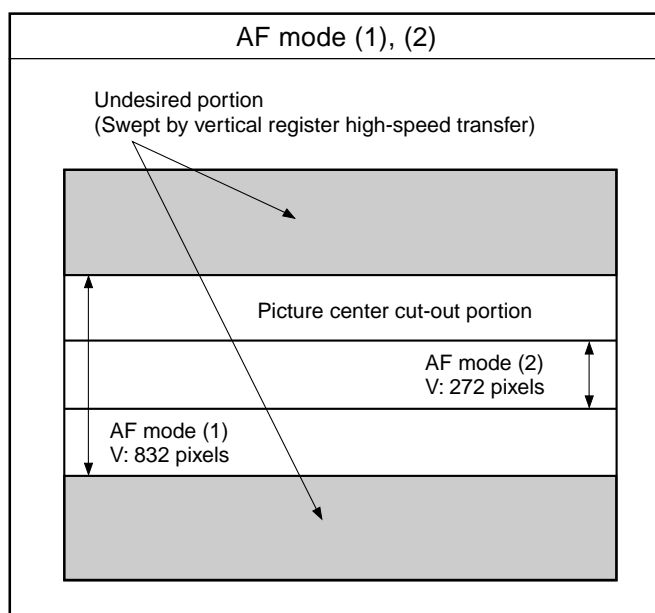 AF mode (1), (2)
Undesired portion
(Swept by vertical register high-speed transfer)
Picture center cut-out portion
AF mode (2)
V: 272 pixels
AF mode (1)
V: 832 pixels